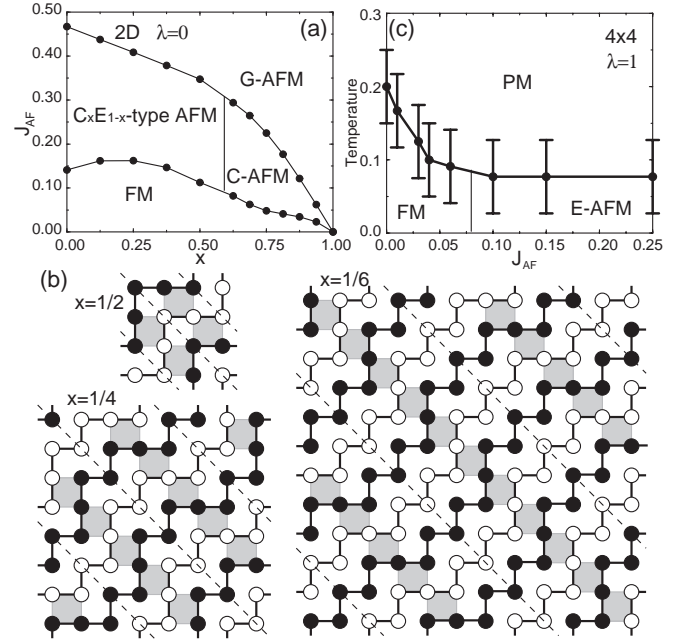 0.50
0.40
0.30
0.20
0.10
0.00
J_AF
2D λ=0 (a)
G-AFM
CxE1-x-type AFM
C-AFM
FM
0.00 0.25 0.50 0.75 1.00
x
(c) 4x4
λ=1
PM
0.3
0.2
0.1
0.0
Temperature
FM E-AFM
0.00 0.05 0.10 0.15 0.20 0.25
J_AF
(b)
x=1/2
x=1/4
x=1/6